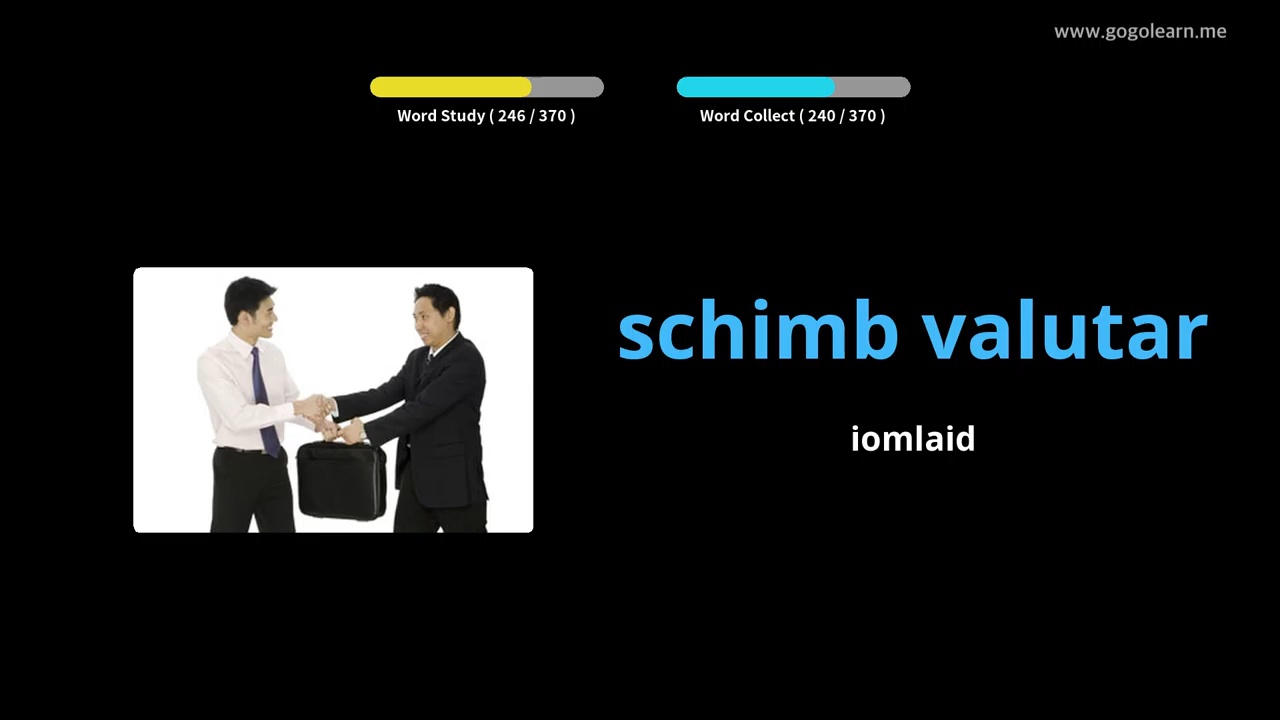 www.gogolearn.me
Word Study ( 246 / 370 )
Word Collect ( 240 / 370 )
schimb valutar
iomlaid